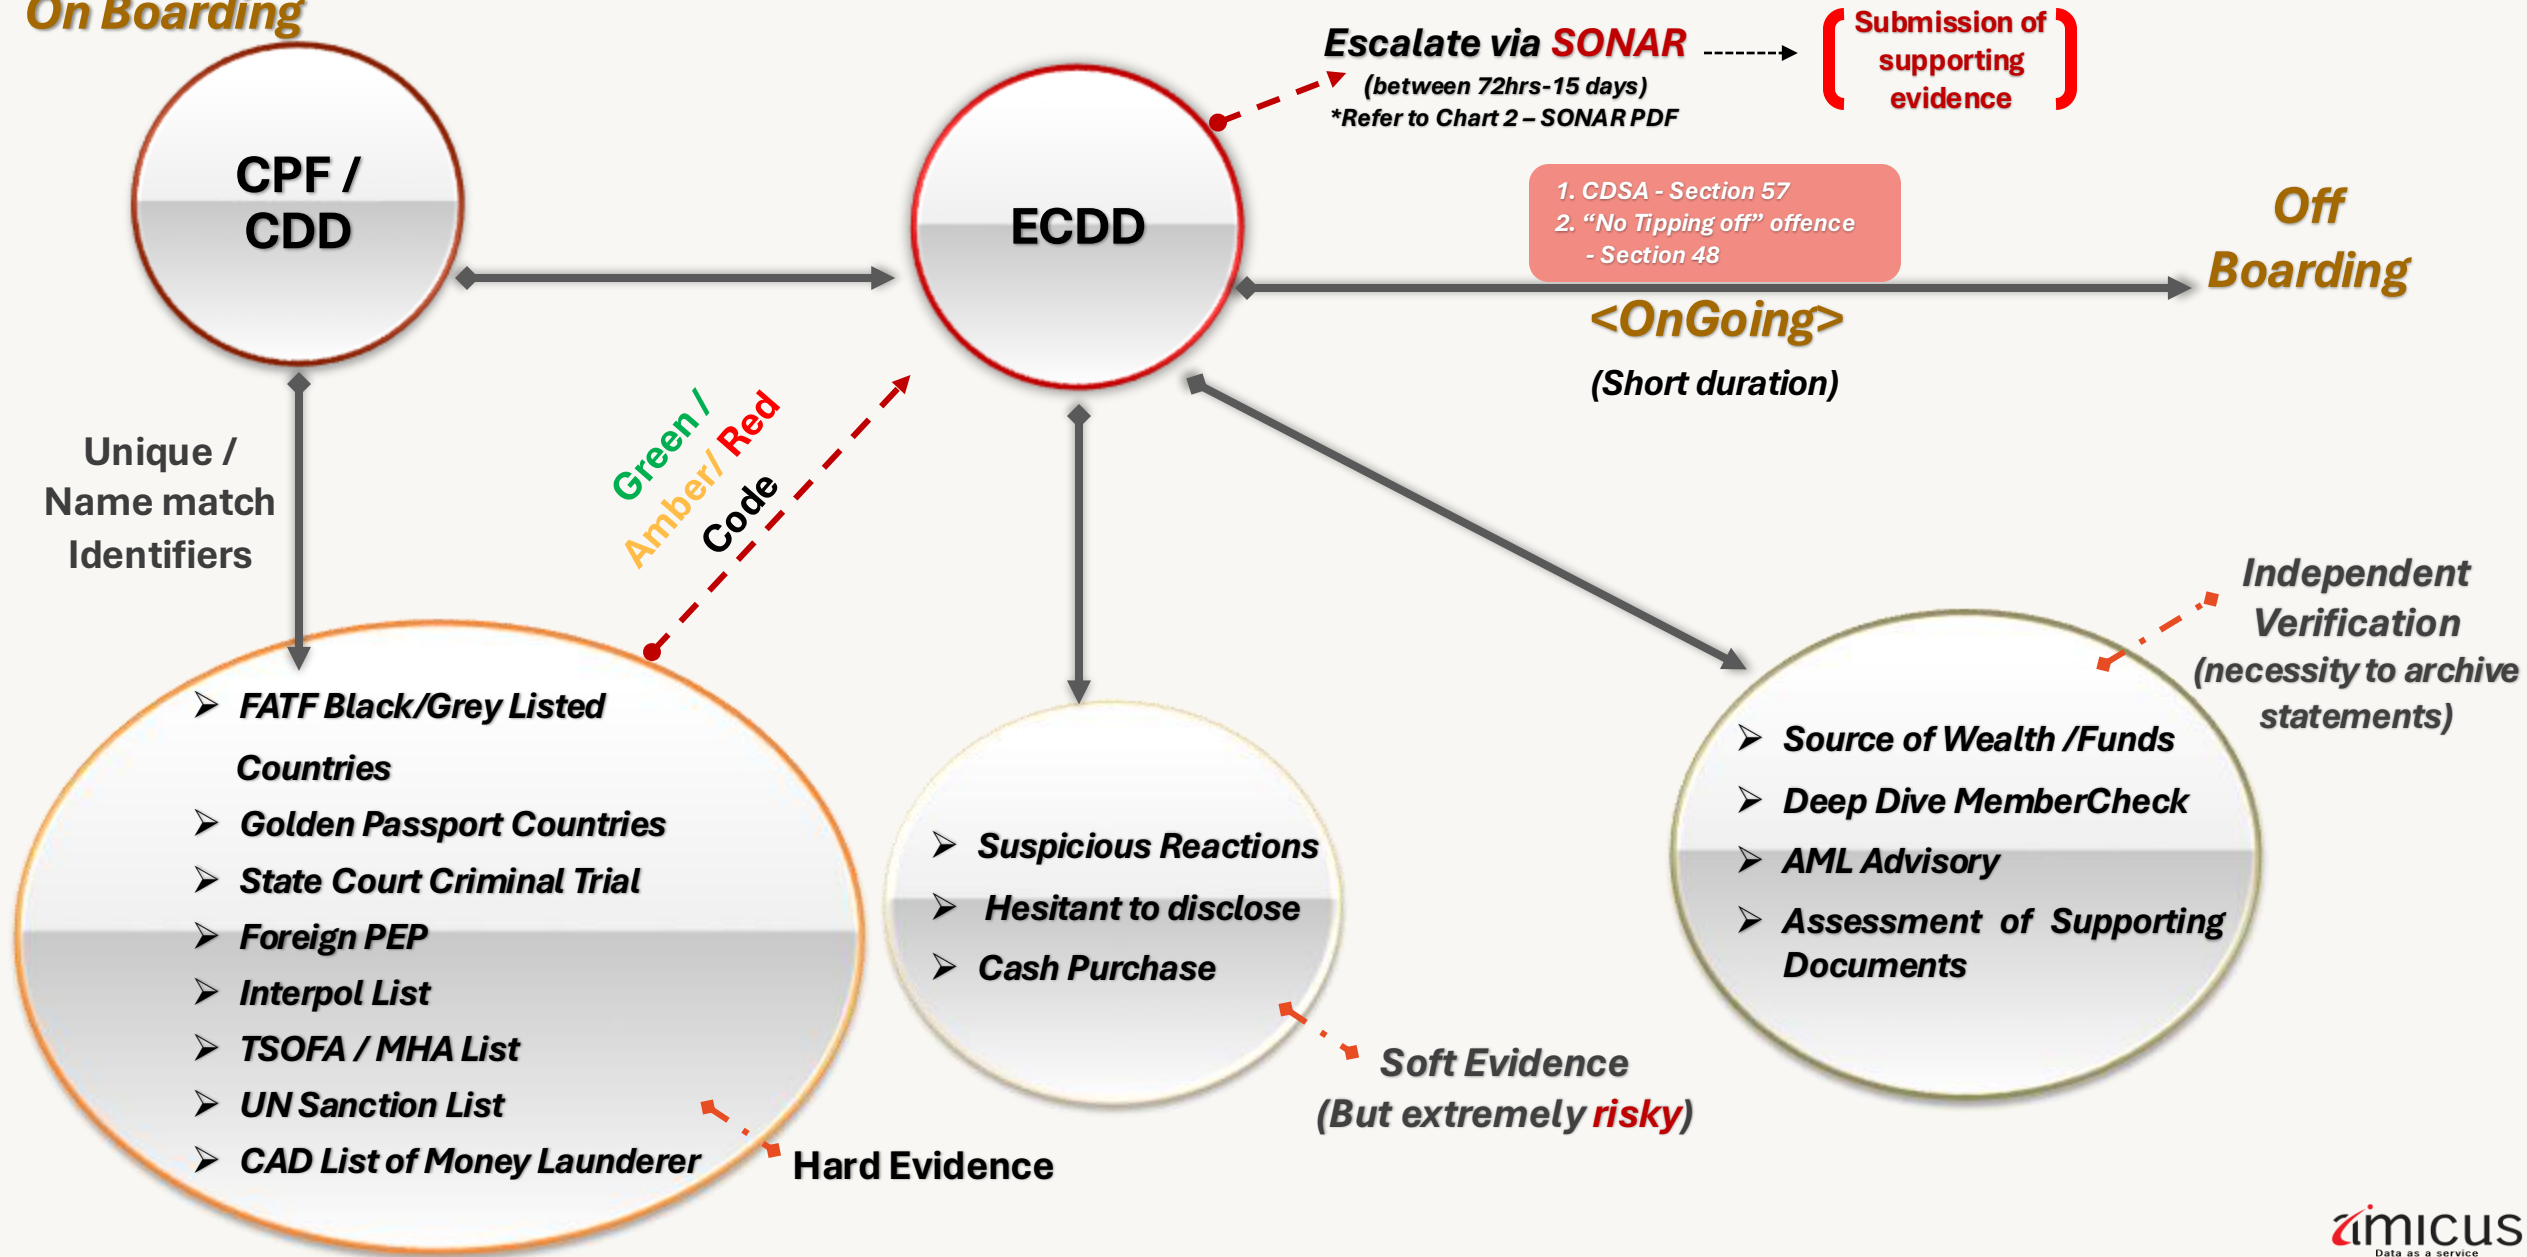 On Boarding
CPF /
CDD
ECDD
Escalate via SONAR
(between 72hrs-15 days)
*Refer to Chart 2 – SONAR PDF
Submission of
supporting
evidence
1. CDSA - Section 57
2. “No Tipping off” offence
- Section 48
<OnGoing>
(Short duration)
Off
Boarding
Unique /
Name match
Identifiers
Green /
Amber/ Red
Code
➢ FATF Black/Grey Listed
Countries
➢ Golden Passport Countries
➢ State Court Criminal Trial
➢ Foreign PEP
➢ Interpol List
➢ TSOFA / MHA List
➢ UN Sanction List
➢ CAD List of Money Launderer
Hard Evidence
➢ Suspicious Reactions
➢ Hesitant to disclose
➢ Cash Purchase
Soft Evidence
(But extremely risky)
➢ Source of Wealth /Funds
➢ Deep Dive MemberCheck
➢ AML Advisory
➢ Assessment of Supporting
Documents
Independent
Verification
(necessity to archive
statements)
amicus
Data as a service